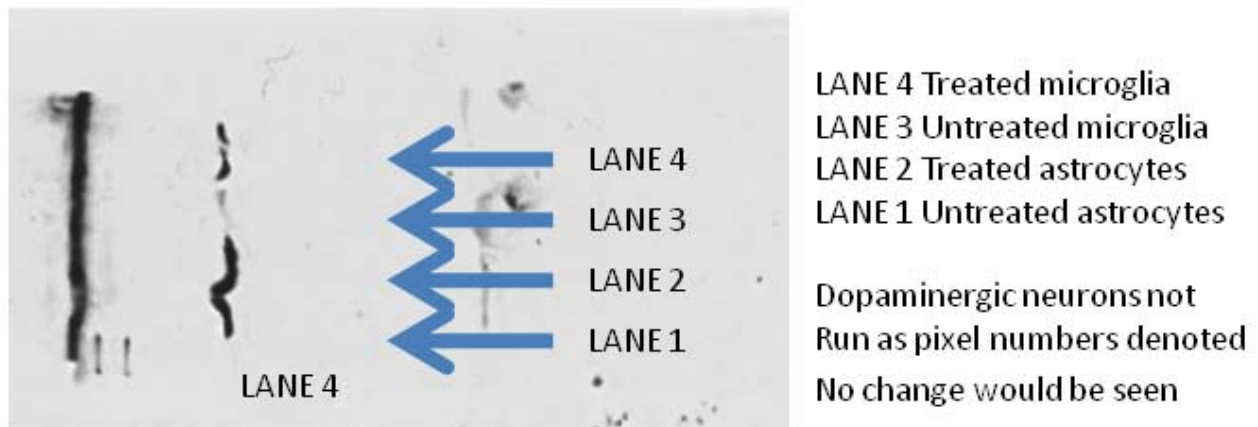 LANE 4
LANE 3
LANE 2
LANE 1
LANE 4
LANE 4 Treated microglia
LANE 3 Untreated microglia
LANE 2 Treated astrocytes
LANE 1 Untreated astrocytes
Dopaminergic neurons not
Run as pixel numbers denoted
No change would be seen